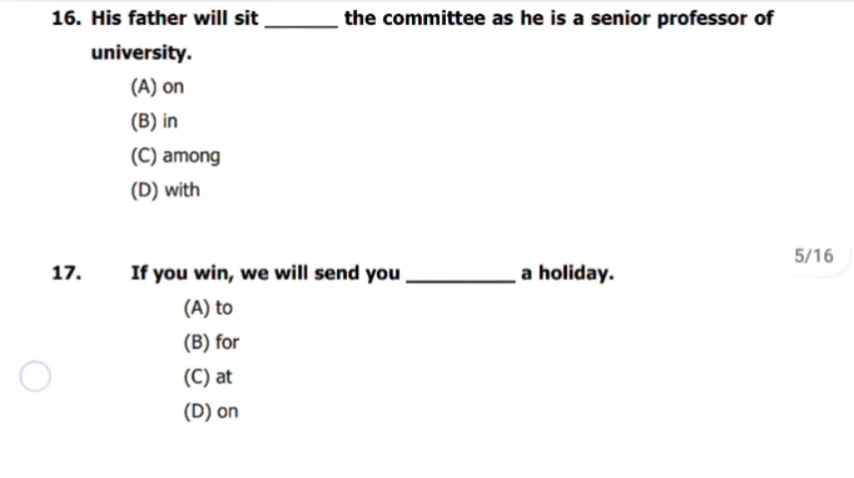 16. His father will sit _______ the committee as he is a senior professor of
university.
(A) on
(B) in
(C) among
(D) with
5/16
17. If you win, we will send you __________ a holiday.
(A) to
(B) for
(C) at
(D) on